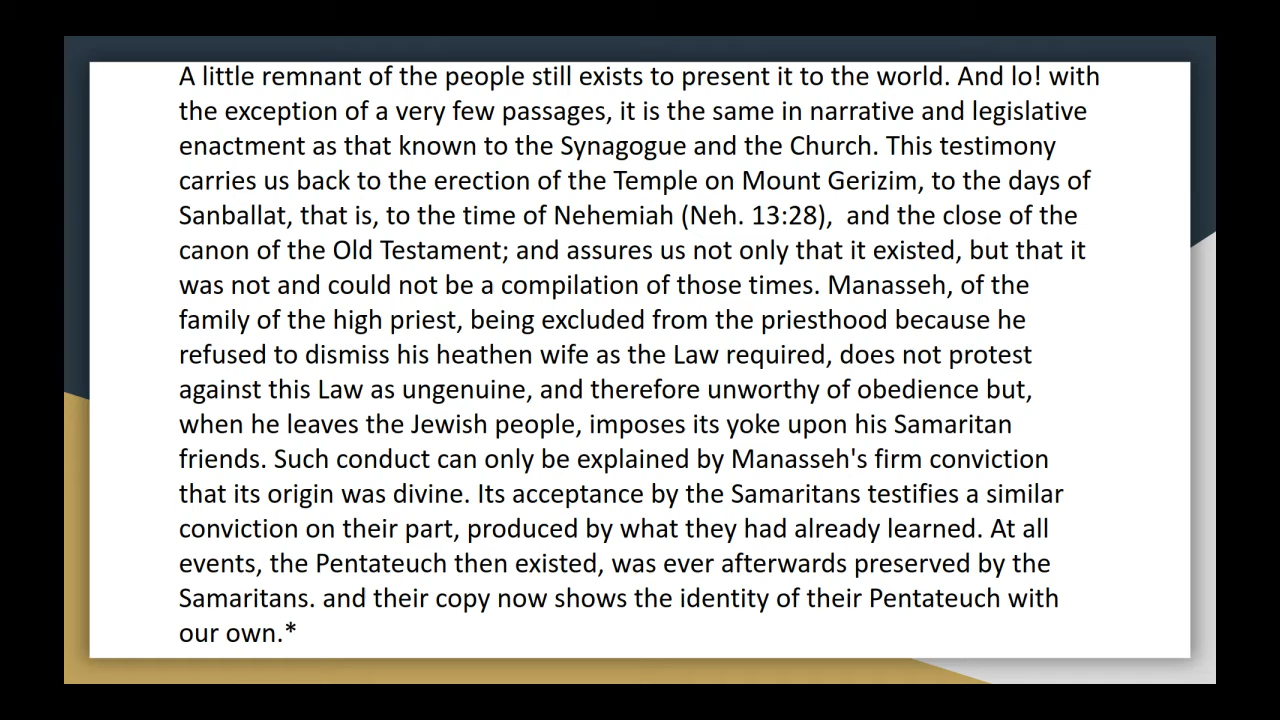 A little remnant of the people still exists to present it to the world. And lo! with
the exception of a very few passages, it is the same in narrative and legislative
enactment as that known to the Synagogue and the Church. This testimony
carries us back to the erection of the Temple on Mount Gerizim, to the days of
Sanballat, that is, to the time of Nehemiah (Neh. 13:28),  and the close of the
canon of the Old Testament; and assures us not only that it existed, but that it
was not and could not be a compilation of those times. Manasseh, of the
family of the high priest, being excluded from the priesthood because he
refused to dismiss his heathen wife as the Law required, does not protest
against this Law as ungenuine, and therefore unworthy of obedience but,
when he leaves the Jewish people, imposes its yoke upon his Samaritan
friends. Such conduct can only be explained by Manasseh's firm conviction
that its origin was divine. Its acceptance by the Samaritans testifies a similar
conviction on their part, produced by what they had already learned. At all
events, the Pentateuch then existed, was ever afterwards preserved by the
Samaritans. and their copy now shows the identity of their Pentateuch with
our own.*